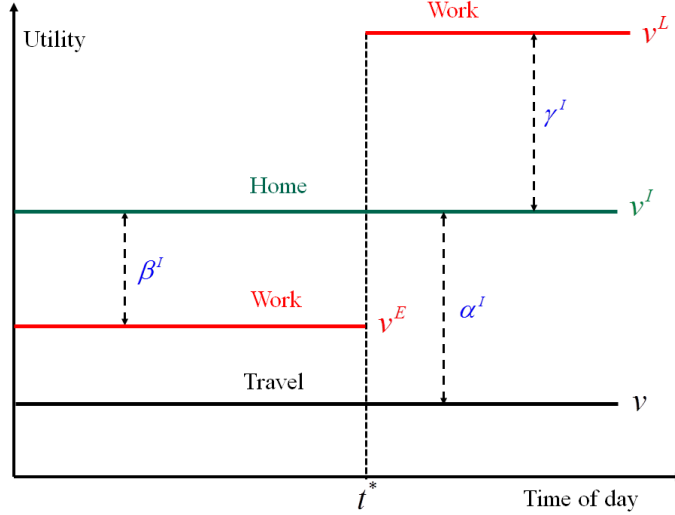 Work
v^L
Utility
γ^I
Home
v^I
β^I
α^I
Work
v^E
Travel
v
t^*
Time of day